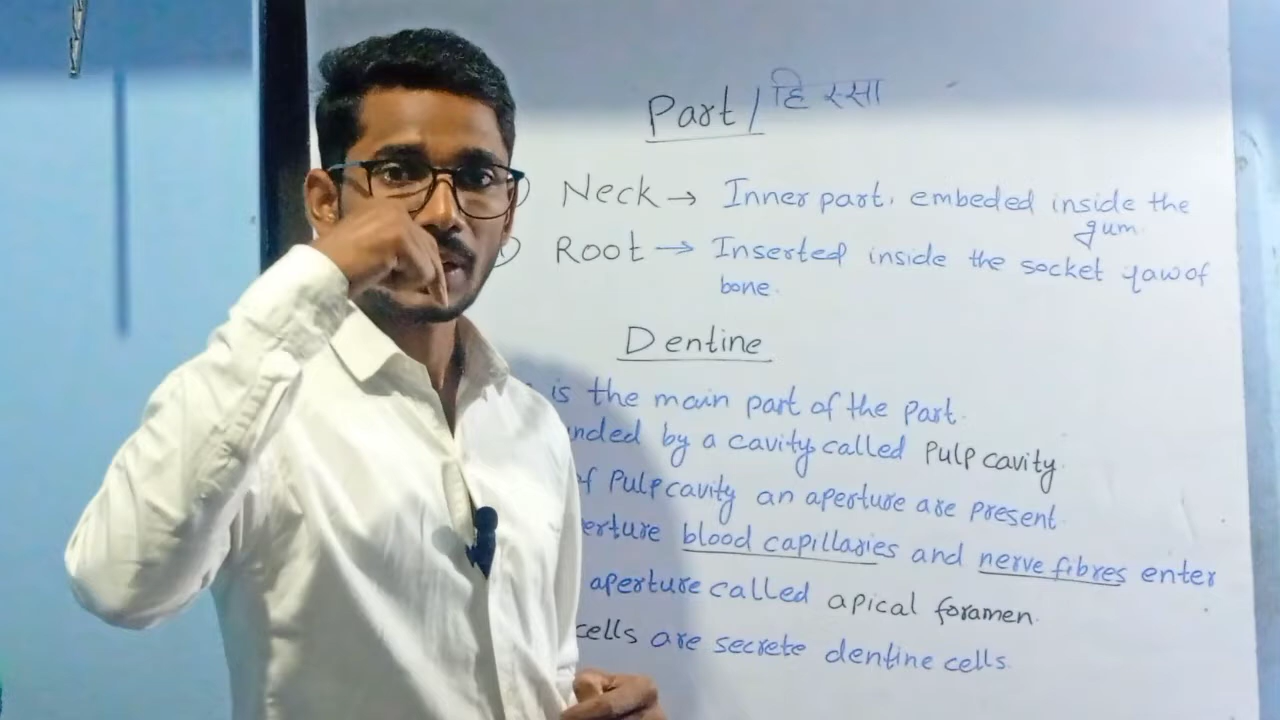 Part / हिस्सा
Neck → Inner part, embeded inside the
gum.
Root → Inserted inside the socket yaw of
bone.
Dentine
is the main part of the Part.
by a cavity called Pulp cavity.
of Pulp cavity an aperture are present.
blood capillaries and nerve fibres enter
aperture called apical foramen.
cells are secrete dentine cells.